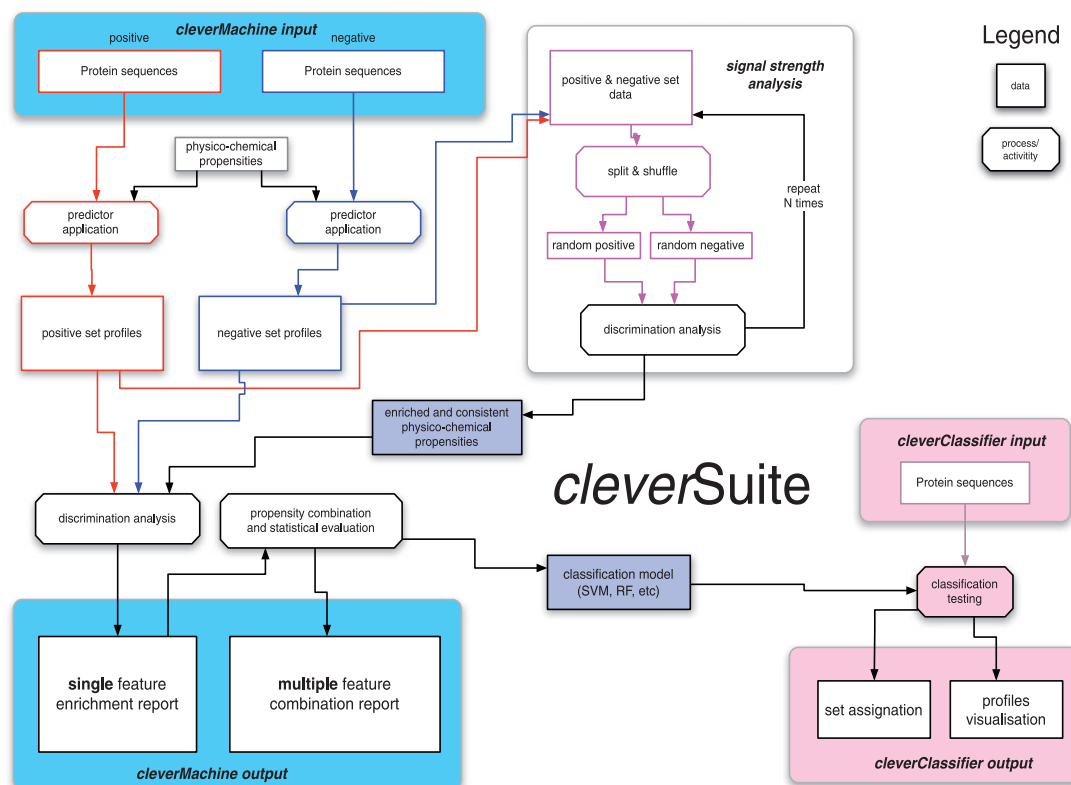 cleverMachine input
positive
negative
Protein sequences
Protein sequences
physico-chemical
propensities
predictor
application
predictor
application
positive set profiles
negative set profiles
signal strength
analysis
positive & negative set
data
split & shuffle
random positive
random negative
discrimination analysis
repeat
N times
Legend
data
process/
activitity
enriched and consistent
physico-chemical
propensities
cleverSuite
discrimination analysis
propensity combination
and statistical evaluation
classification model
(SVM, RF, etc)
cleverClassifier input
Protein sequences
classification
testing
single feature
enrichment report
multiple feature
combination report
cleverMachine output
set assignation
profiles
visualisation
cleverClassifier output